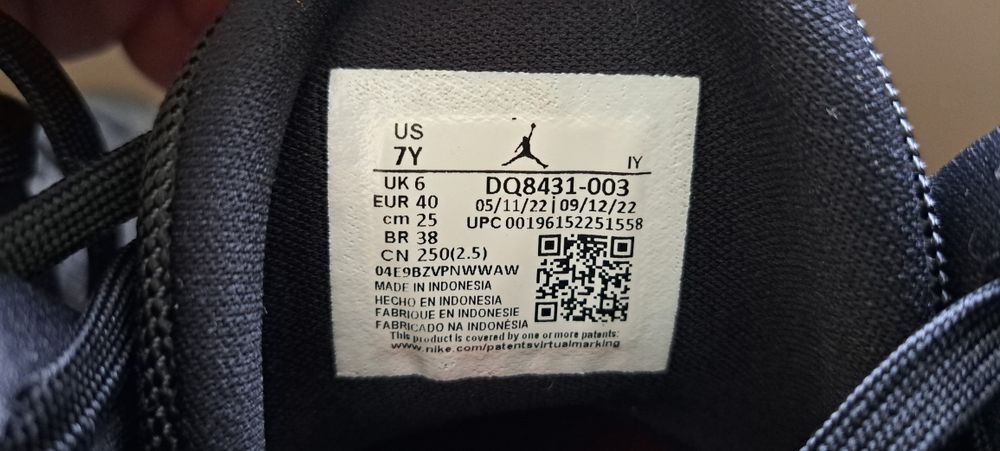 US
7Y
IY
UK 6
EUR 40
cm 25
BR 38
CN 250(2.5)
DQ8431-003
05/11/22 | 09/12/22
UPC 00196152251558
04E9BZVPNWWAW
MADE IN INDONESIA
HECHO EN INDONESIA
FABRIQUE EN INDONESIE
FABRICADO NA INDONÉSIA
This product is covered by one or more patents:
www.nike.com/patentsvirtualmarking